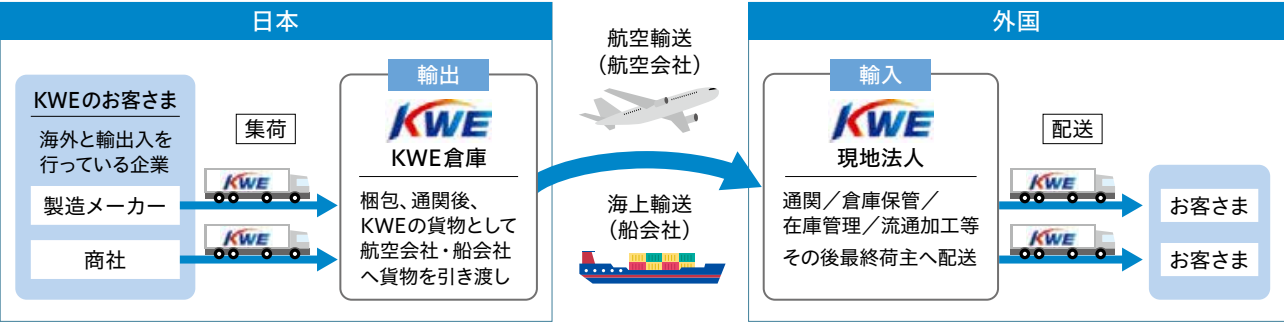 日本
KWEのお客さま
海外と輸出入を
行っている企業
製造メーカー
商社
集荷
KWE
KWE
輸出
KWE
KWE倉庫
梱包、通関後、
KWEの貨物として
航空会社・船会社
へ貨物を引き渡し
航空輸送
（航空会社）
海上輸送
（船会社）
外国
輸入
KWE
現地法人
通関／倉庫保管／
在庫管理／流通加工等
その後最終荷主へ配送
配送
KWE
KWE
お客さま
お客さま